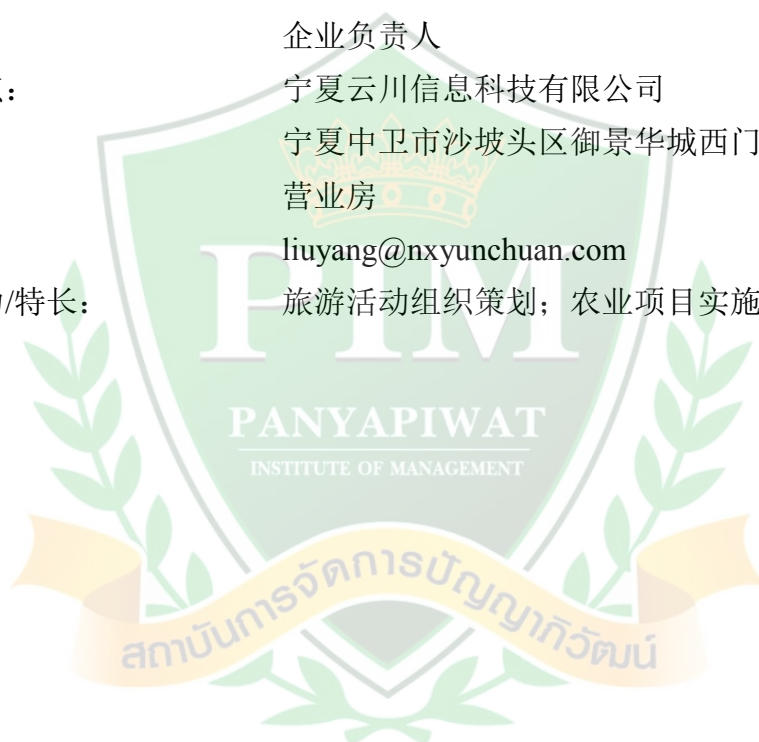 企业负责人
点: 宁夏云川信息科技有限公司
宁夏中卫市沙坡头区御景华城西门
营业房
liuyang@nxyunchuan.com
/特长: 旅游活动组织策划；农业项目实施
PIM
PANYAPIWAT
INSTITUTE OF MANAGEMENT
สถาบันการจัดการปัญญาภิวัฒน์